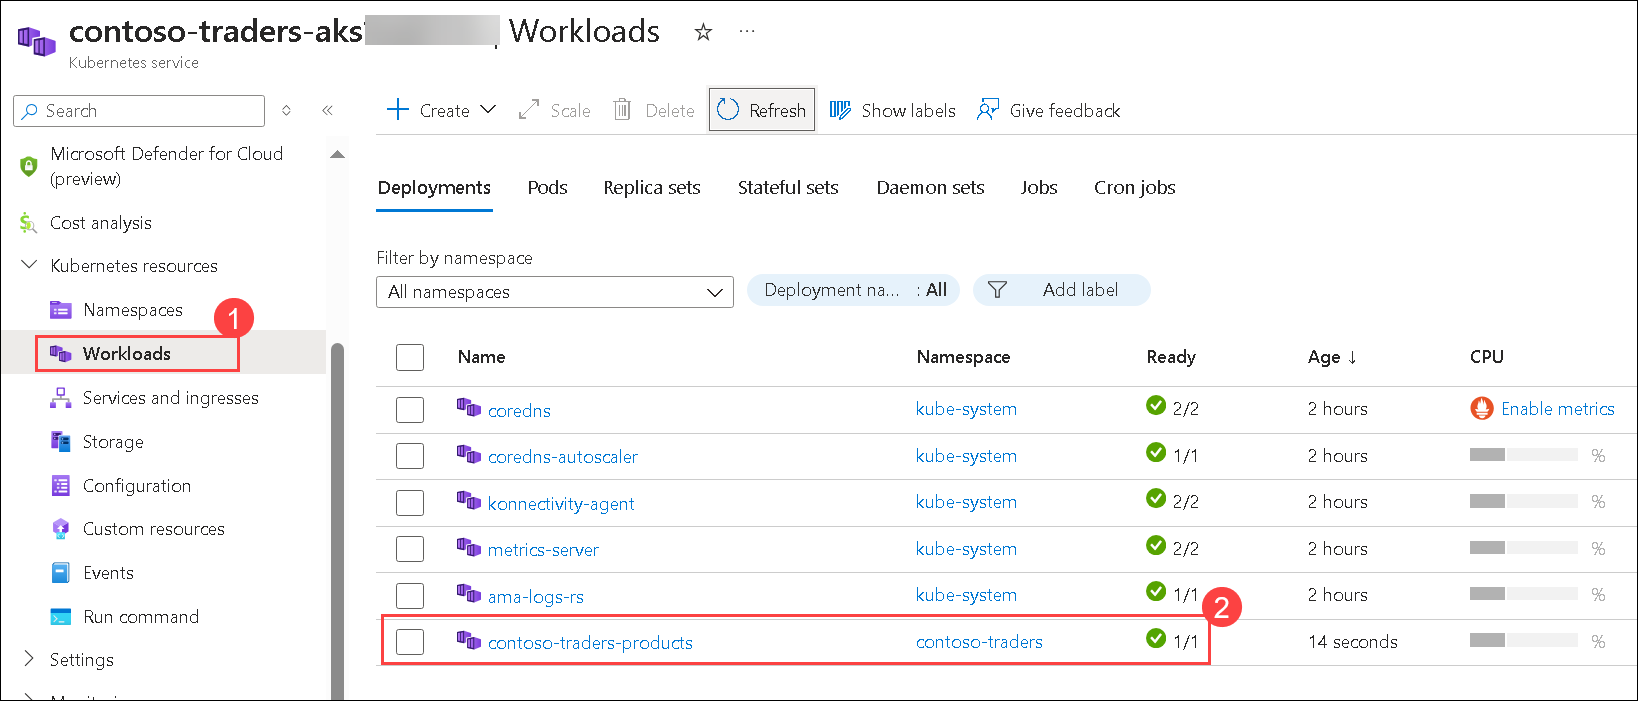 contoso-traders-aks Workloads
Kubernetes service
Search
Create
Scale
Delete
Refresh
Show labels
Give feedback
Microsoft Defender for Cloud
(preview)
Cost analysis
Kubernetes resources
Namespaces
1
Workloads
Services and ingresses
Storage
Configuration
Custom resources
Events
Run command
Settings
Deployments Pods Replica sets Stateful sets Daemon sets Jobs Cron jobs
Filter by namespace
All namespaces
Deployment na... : All
Add label
Name Namespace Ready Age ↓ CPU
coredns kube-system 2/2 2 hours Enable metrics
coredns-autoscaler kube-system 1/1 2 hours %
konnectivity-agent kube-system 2/2 2 hours %
metrics-server kube-system 2/2 2 hours %
ama-logs-rs kube-system 1/1 2 hours %
2
contoso-traders-products contoso-traders 1/1 14 seconds %